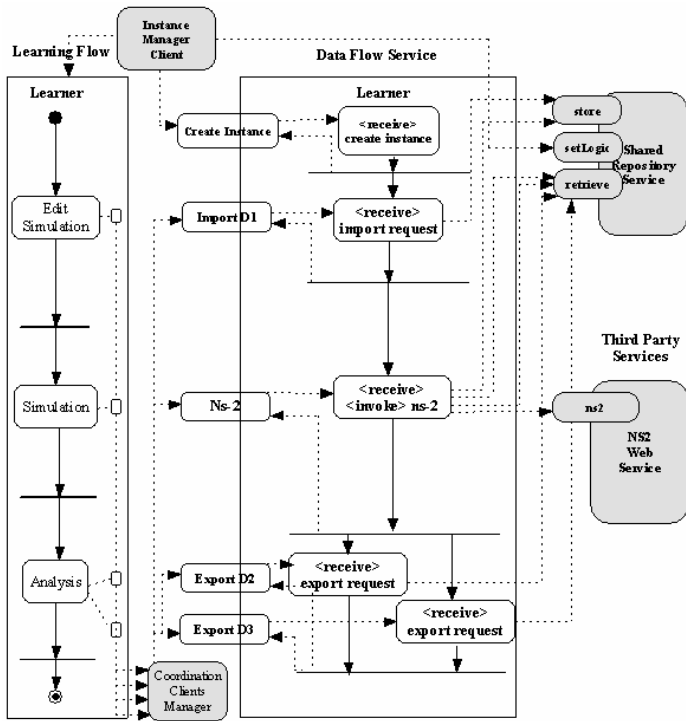 Instance
Manager
Client
Learning Flow
Data Flow Service
Learner
Learner
Create Instance
<receive>
create instance
store
setLogic
retrieve
Shared
Repository
Service
Edit
Simulation
Import D1
<receive>
import request
Third Party
Services
Simulation
Ns-2
<receive>
<invoke> ns-2
ns2
NS2
Web
Service
Analysis
Export D2
<receive>
export request
Export D3
<receive>
export request
Coordination
Clients
Manager